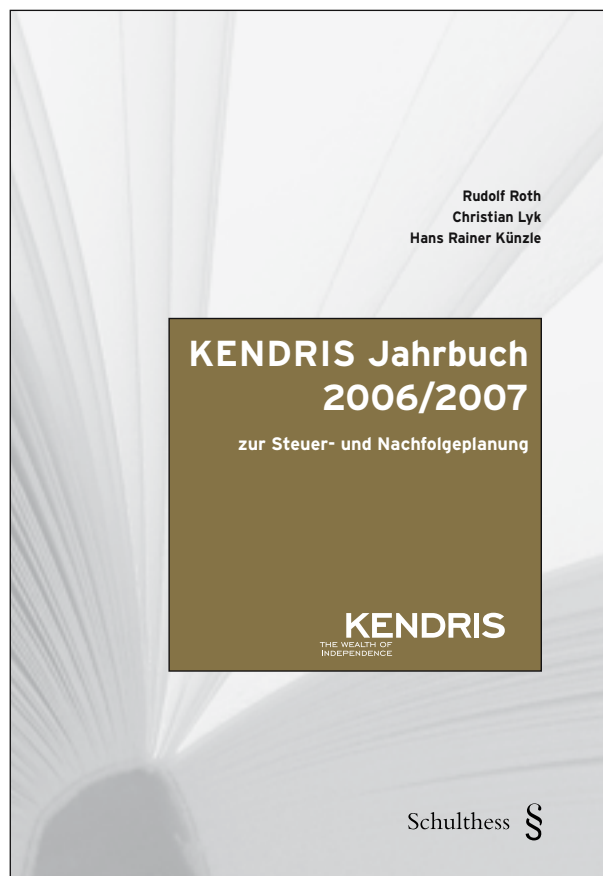 Rudolf Roth
Christian Lyk
Hans Rainer Künzle
KENDRIS Jahrbuch
2006/2007
zur Steuer- und Nachfolgeplanung
KENDRIS
THE WEALTH OF
INDEPENDENCE
Schulthess §